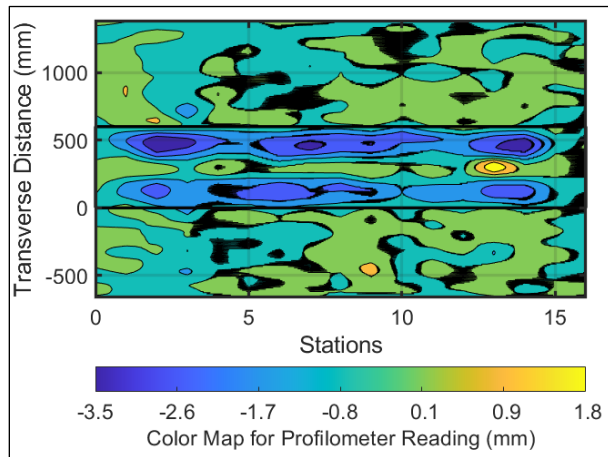 Transverse Distance (mm)
1000
500
0
-500
0 5 10 15
Stations
-3.5 -2.6 -1.7 -0.8 0.1 0.9 1.8
Color Map for Profilometer Reading (mm)